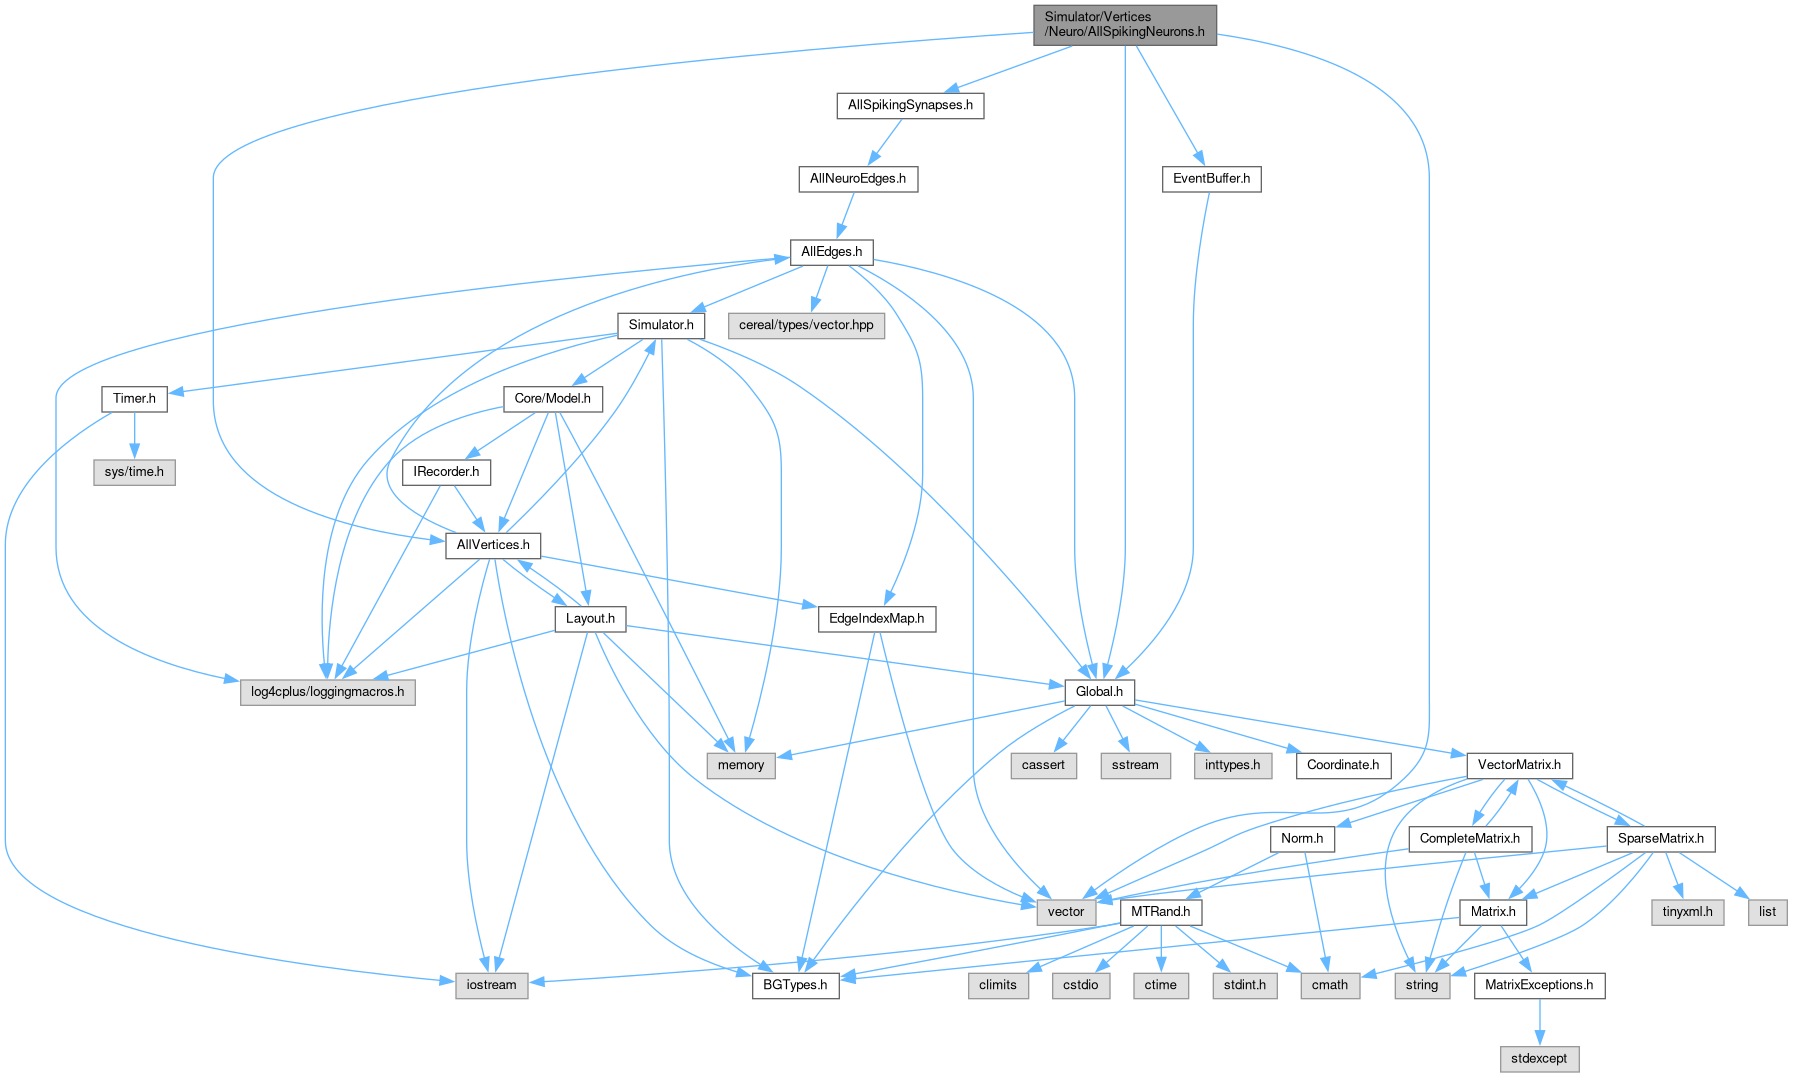 Simulator/Vertices
/Neuro/AllSpikingNeurons.h
AllSpikingSynapses.h
AllNeuroEdges.h
EventBuffer.h
AllEdges.h
Simulator.h
cereal/types/vector.hpp
Timer.h
Core/Model.h
sys/time.h
IRecorder.h
AllVertices.h
Layout.h
EdgeIndexMap.h
log4cplus/loggingmacros.h
Global.h
memory
cassert
sstream
inttypes.h
Coordinate.h
VectorMatrix.h
Norm.h
CompleteMatrix.h
SparseMatrix.h
vector
MTRand.h
Matrix.h
tinyxml.h
list
iostream
BGTypes.h
climits
cstdio
ctime
stdint.h
cmath
string
MatrixExceptions.h
stdexcept